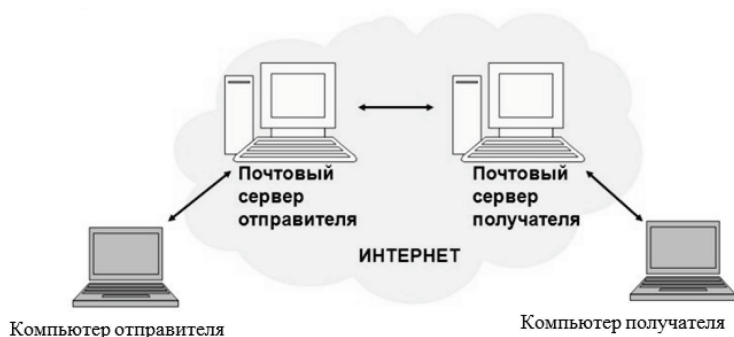 Почтовый
сервер
отправителя
Почтовый
сервер
получателя
ИНТЕРНЕТ
Компьютер отправителя
Компьютер получателя